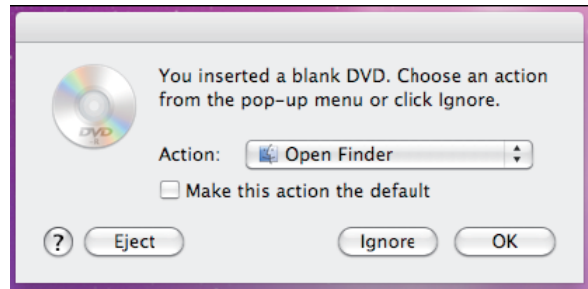 You inserted a blank DVD. Choose an action
from the pop-up menu or click Ignore.
DVD
-R
Action: Open Finder
Make this action the default
? Eject Ignore OK